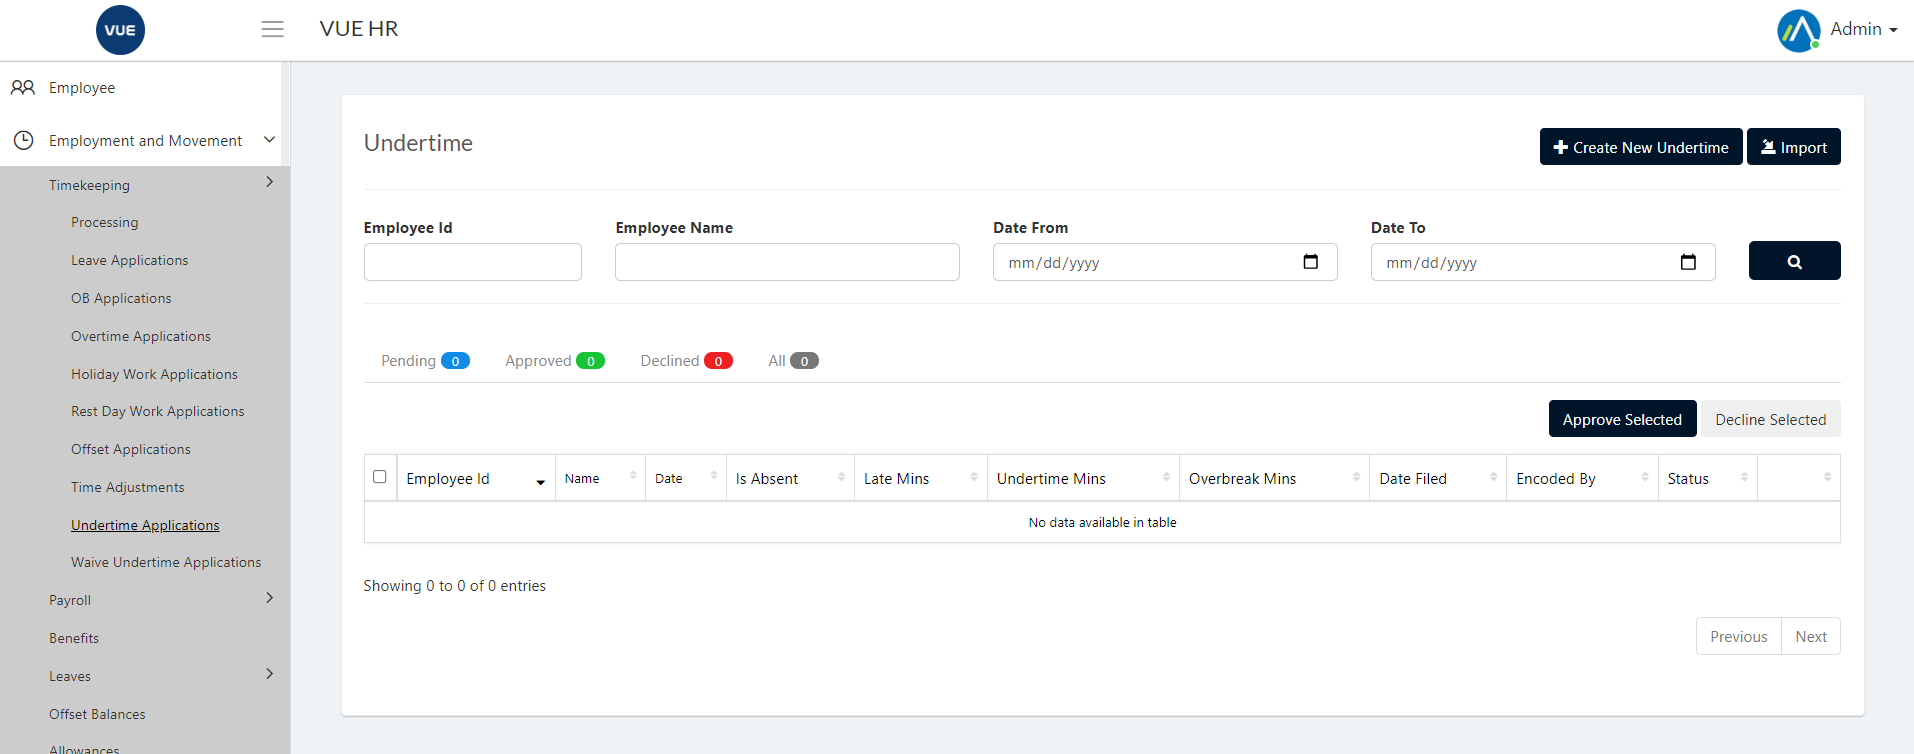 VUE
VUE HR
Admin
Employee
Employment and Movement
Timekeeping
Processing
Leave Applications
OB Applications
Overtime Applications
Holiday Work Applications
Rest Day Work Applications
Offset Applications
Time Adjustments
Undertime Applications
Waive Undertime Applications
Payroll
Benefits
Leaves
Offset Balances
Allowances
Undertime
Create New Undertime
Import
Employee Id
Employee Name
Date From
Date To
mm/dd/yyyy
mm/dd/yyyy
Pending 0
Approved 0
Declined 0
All 0
Approve Selected
Decline Selected
Employee Id
Name
Date
Is Absent
Late Mins
Undertime Mins
Overbreak Mins
Date Filed
Encoded By
Status
No data available in table
Showing 0 to 0 of 0 entries
Previous
Next